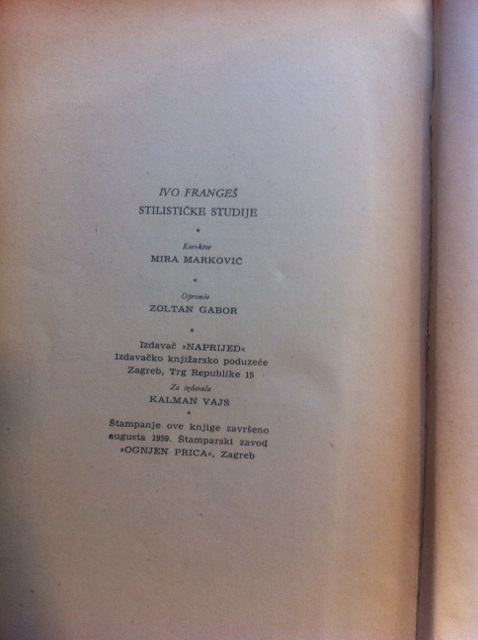 IVO FRANGEŠ
STILISTIČKE STUDIJE
*
Korektor
MIRA MARKOVIĆ
*
Opremio
ZOLTAN GABOR
*
Izdavač »NAPRIJED«
Izdavačko knjižarsko poduzeće
Zagreb, Trg Republike 15
Za izdavača
KALMAN VAJS
*
Štampanje ove knjige završeno
augusta 1959. Štamparski zavod
»OGNJEN PRICA«, Zagreb